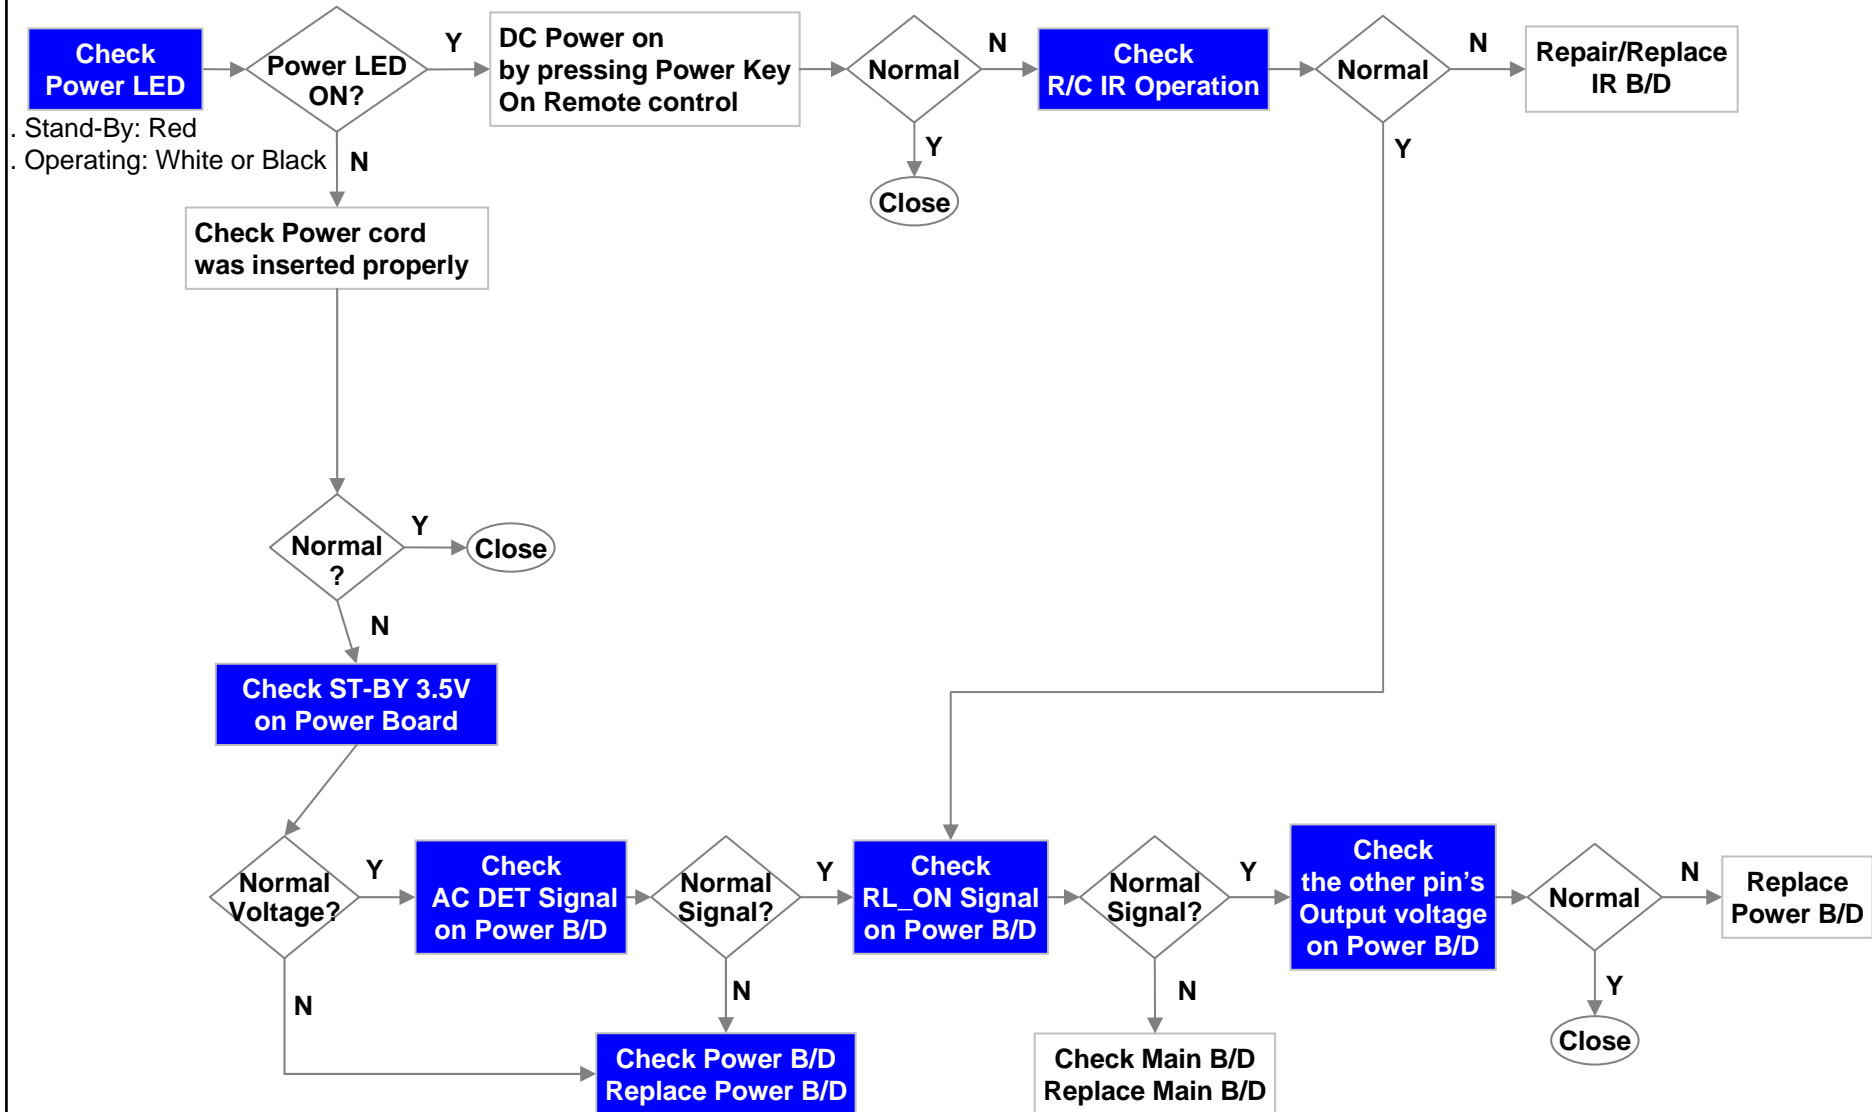 Check
Power LED
Power LED
ON?
Y
DC Power on
by pressing Power Key
On Remote control
Normal
N
Check
R/C IR Operation
Normal
N
Repair/Replace
IR B/D
. Stand-By: Red
. Operating: White or Black
N
Y
Close
Y
Check Power cord
was inserted properly
Normal
?
Y
Close
N
Check ST-BY 3.5V
on Power Board
Normal
Voltage?
Y
Check
AC DET Signal
on Power B/D
Normal
Signal?
Y
Check
RL_ON Signal
on Power B/D
Normal
Signal?
Y
Check
the other pin’s
Output voltage
on Power B/D
Normal
N
Replace
Power B/D
N
N
N
Y
Close
Check Power B/D
Replace Power B/D
Check Main B/D
Replace Main B/D